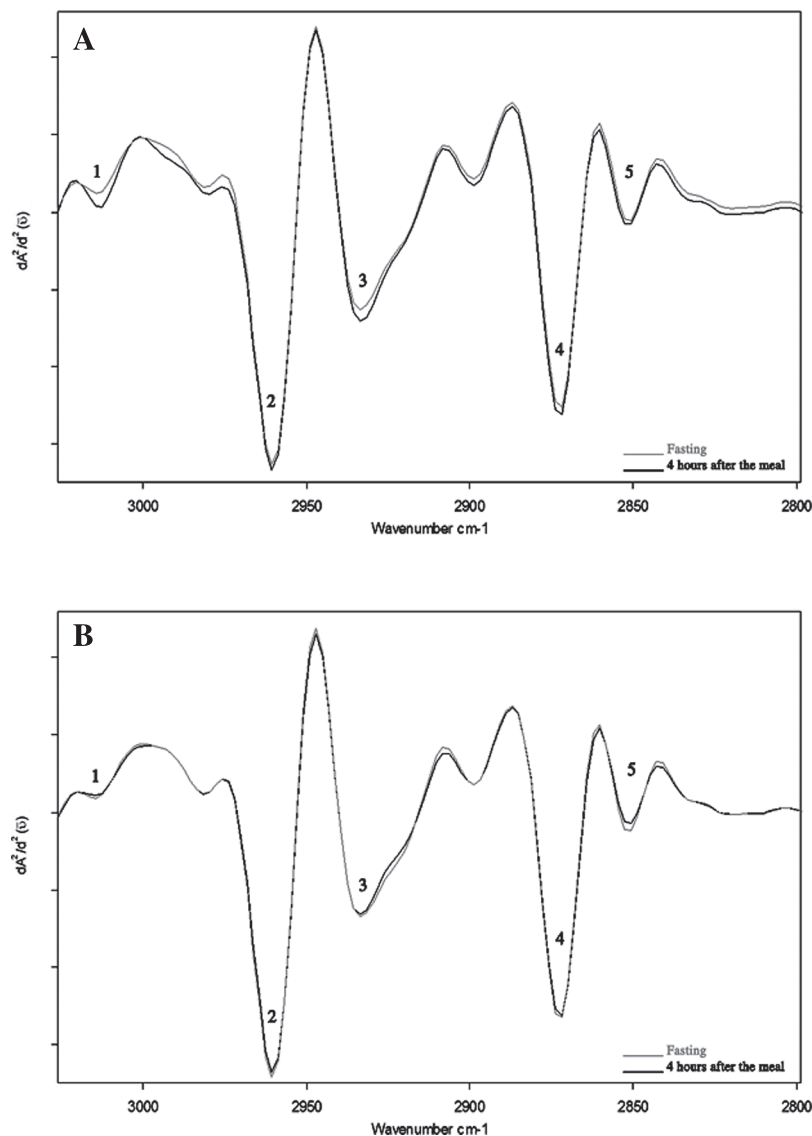 A
1
2
3
4
5
dA²/d² (ῡ)
Fasting
4 hours after the meal
3000 2950 2900 2850 2800
Wavenumber cm-1
B
1
2
3
4
5
dA²/d² (ῡ)
Fasting
4 hours after the meal
3000 2950 2900 2850 2800
Wavenumber cm-1